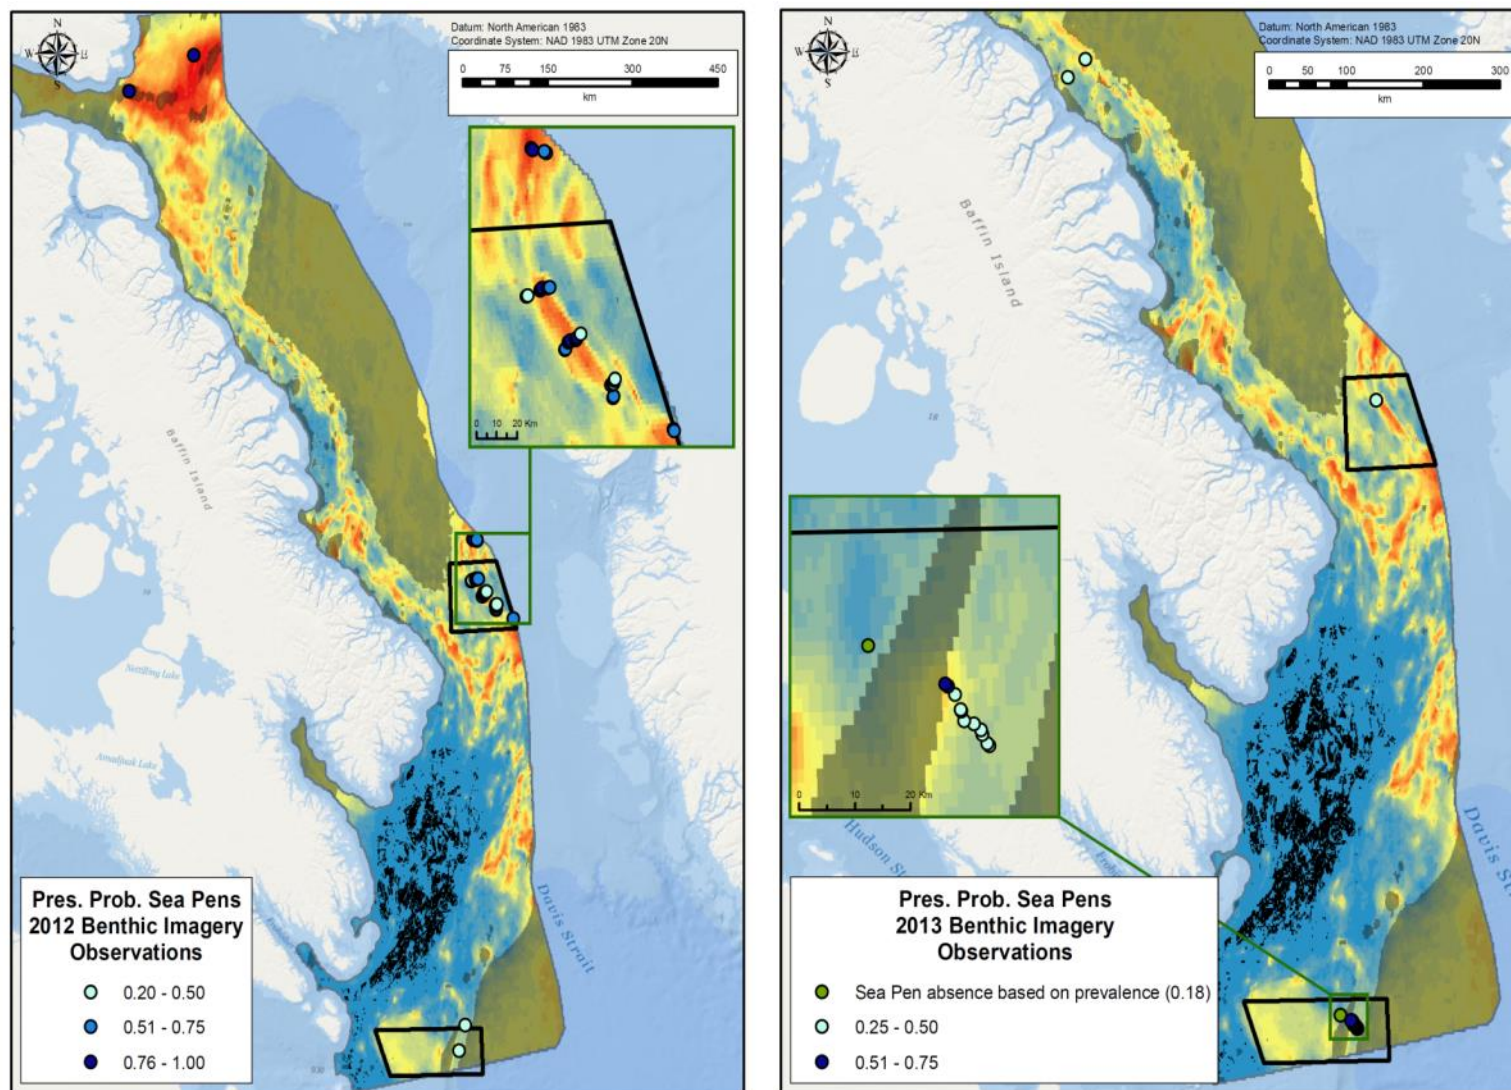 Datum: North American 1983
Coordinate System: NAD 1983 UTM Zone 20N
N
W
E
S
0 75 150 300 450
km
Baffin Island
0 10 20 Km
Nettilling Lake
Amadjuak Lake
Davis Strait
Pres. Prob. Sea Pens
2012 Benthic Imagery
Observations
0.20 - 0.50
0.51 - 0.75
0.76 - 1.00
Datum: North American 1983
Coordinate System: NAD 1983 UTM Zone 20N
N
W
E
S
0 50 100 200 300
km
Baffin Island
0 10 20 Km
Hudson St
Davis Str
Pres. Prob. Sea Pens
2013 Benthic Imagery
Observations
Sea Pen absence based on prevalence (0.18)
0.25 - 0.50
0.51 - 0.75